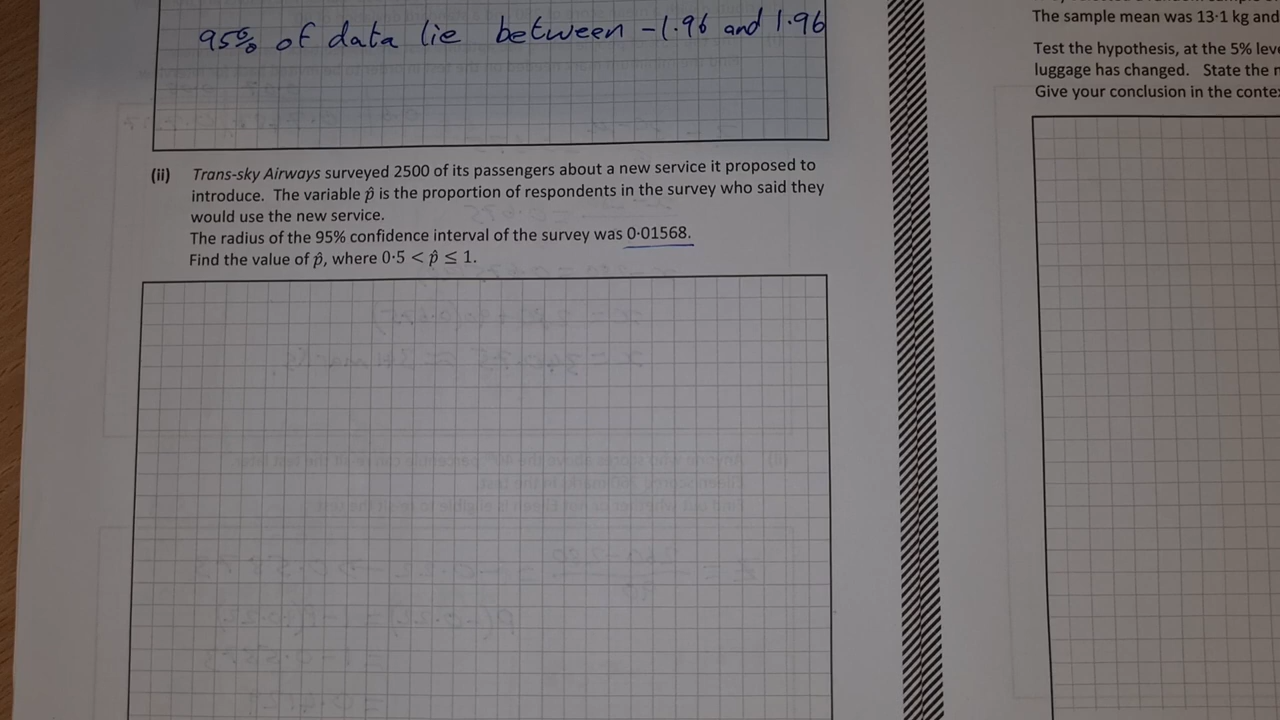 95% of data lie between -1.96 and 1.96
(ii) Trans-sky Airways surveyed 2500 of its passengers about a new service it proposed to
introduce. The variable p̂ is the proportion of respondents in the survey who said they
would use the new service.
The radius of the 95% confidence interval of the survey was 0·01568.
Find the value of p̂, where 0·5 < p̂ ≤ 1.
The sample mean was 13·1 kg and
Test the hypothesis, at the 5% leve
luggage has changed. State the
Give your conclusion in the conte